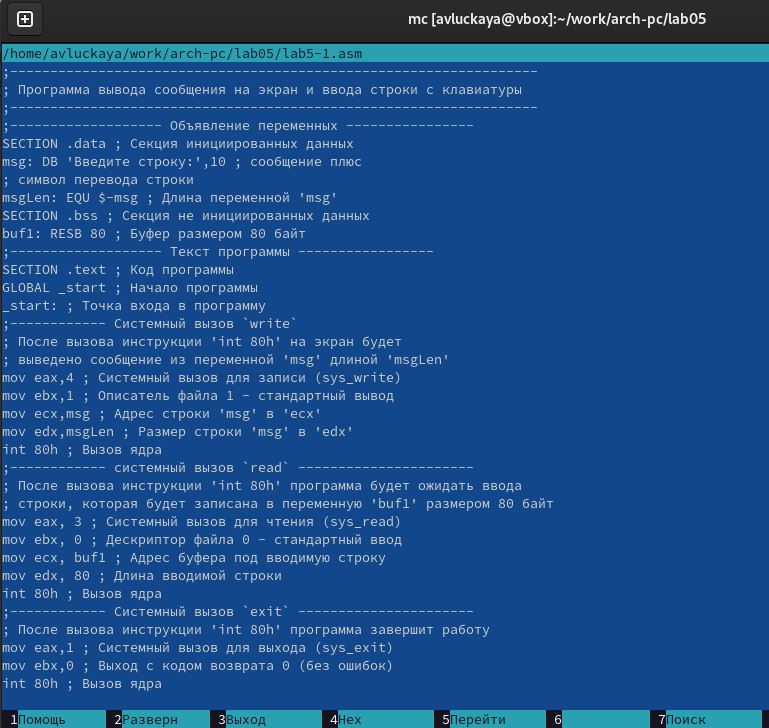 mc [avluckaya@vbox]:~/work/arch-pc/lab05
/home/avluckaya/work/arch-pc/lab05/lab5-1.asm
;------------------------------------------------------------------
; Программа вывода сообщения на экран и ввода строки с клавиатуры
;------------------------------------------------------------------
;------------------- Объявление переменных ----------------
SECTION .data ; Секция инициированных данных
msg: DB 'Введите строку:',10 ; сообщение плюс
; символ перевода строки
msgLen: EQU $-msg ; Длина переменной 'msg'
SECTION .bss ; Секция не инициированных данных
buf1: RESB 80 ; Буфер размером 80 байт
;------------------- Текст программы -----------------
SECTION .text ; Код программы
GLOBAL _start ; Начало программы
_start: ; Точка входа в программу
;------------ Системный вызов `write`
; После вызова инструкции 'int 80h' на экран будет
; выведено сообщение из переменной 'msg' длиной 'msgLen'
mov eax,4 ; Системный вызов для записи (sys_write)
mov ebx,1 ; Описатель файла 1 - стандартный вывод
mov ecx,msg ; Адрес строки 'msg' в 'ecx'
mov edx,msgLen ; Размер строки 'msg' в 'edx'
int 80h ; Вызов ядра
;------------ системный вызов `read` ----------------------
; После вызова инструкции 'int 80h' программа будет ожидать ввода
; строки, которая будет записана в переменную 'buf1' размером 80 байт
mov eax, 3 ; Системный вызов для чтения (sys_read)
mov ebx, 0 ; Дескриптор файла 0 - стандартный ввод
mov ecx, buf1 ; Адрес буфера под вводимую строку
mov edx, 80 ; Длина вводимой строки
int 80h ; Вызов ядра
;------------ Системный вызов `exit` ----------------------
; После вызова инструкции 'int 80h' программа завершит работу
mov eax,1 ; Системный вызов для выхода (sys_exit)
mov ebx,0 ; Выход с кодом возврата 0 (без ошибок)
int 80h ; Вызов ядра
1Помощь 2Разверн 3Выход 4Hex 5Перейти 6 7Поиск